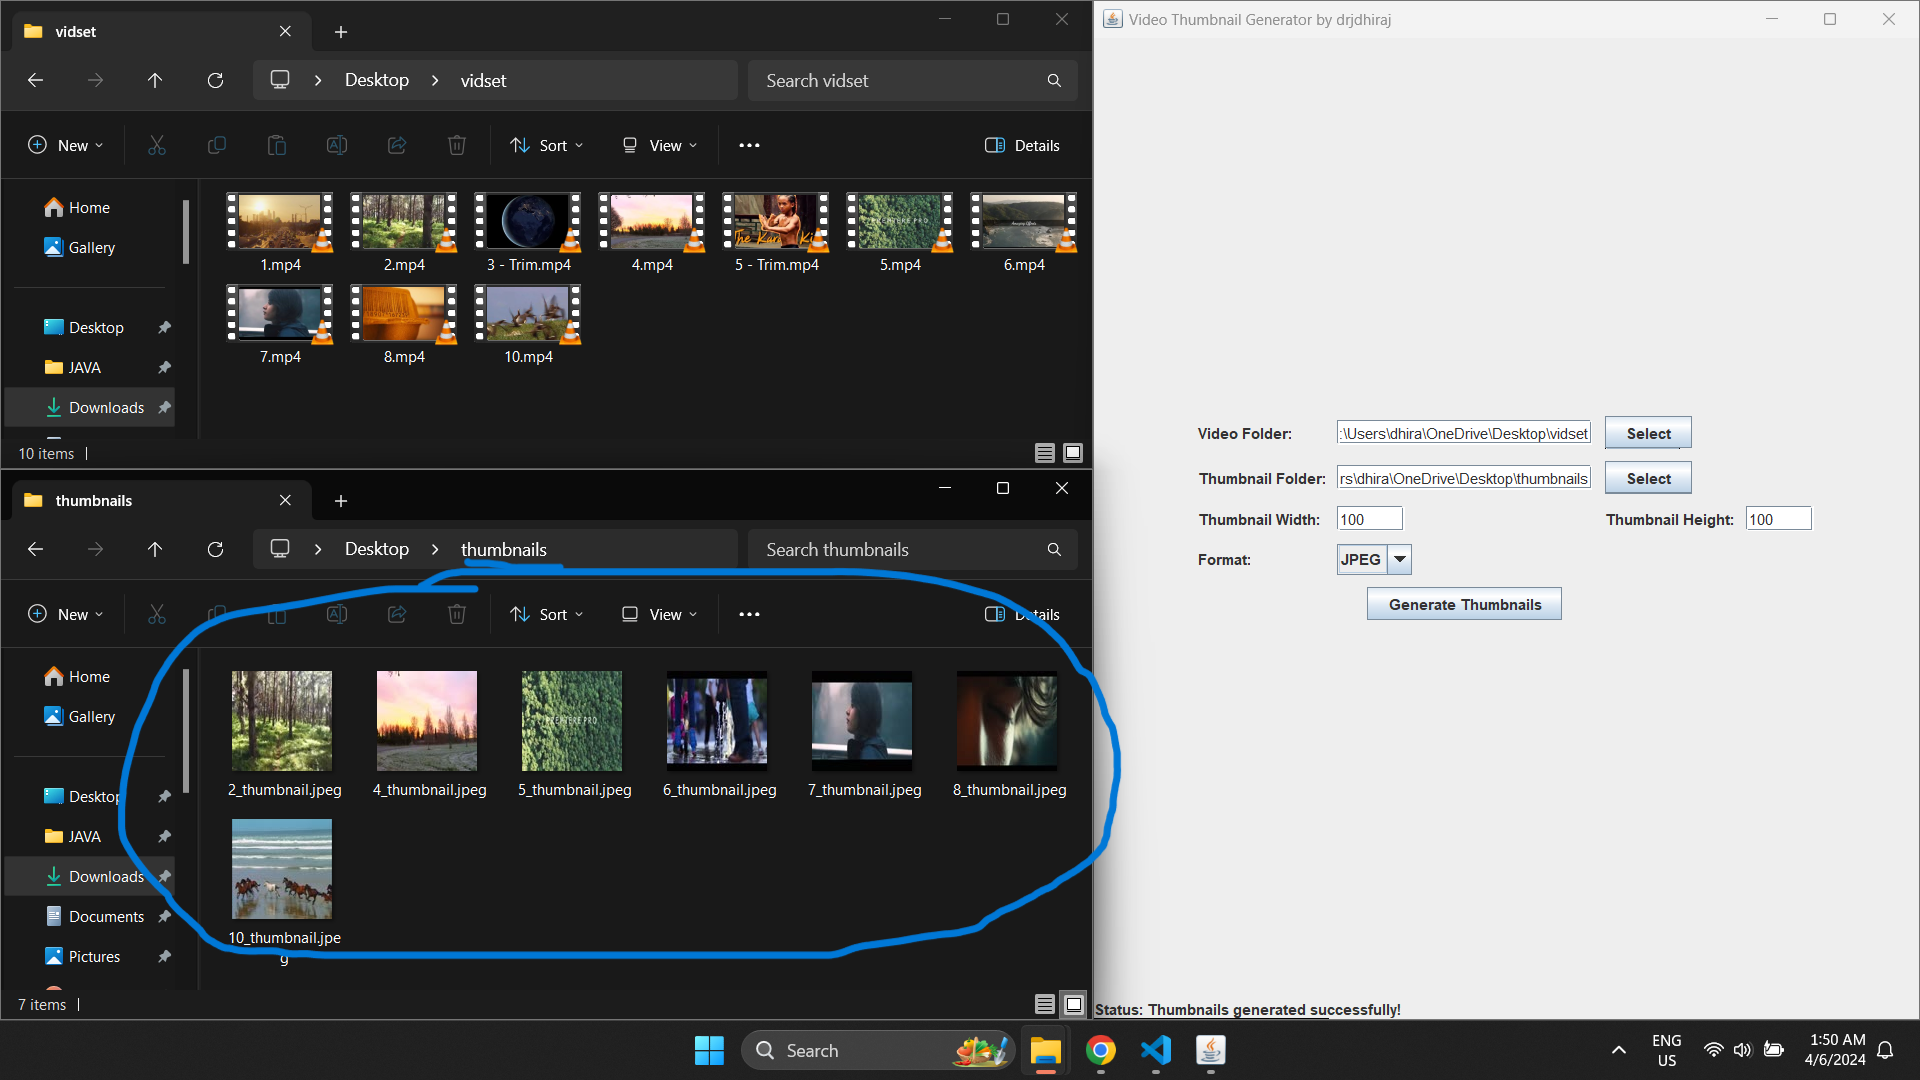 vidset
Desktop > vidset
Search vidset
New
Sort
View
Details
Home
Gallery
Desktop
JAVA
Downloads
1.mp4
2.mp4
3 - Trim.mp4
4.mp4
5 - Trim.mp4
5.mp4
6.mp4
PREMIERE PRO
7.mp4
8.mp4
10.mp4
10 items
thumbnails
Desktop > thumbnails
Search thumbnails
New
Sort
View
Details
Home
Gallery
Desktop
JAVA
Downloads
Documents
Pictures
PREMIERE PRO
2_thumbnail.jpeg
4_thumbnail.jpeg
5_thumbnail.jpeg
6_thumbnail.jpeg
7_thumbnail.jpeg
8_thumbnail.jpeg
10_thumbnail.jpe
g
7 items
Video Thumbnail Generator by drjdhiraj
Video Folder:
:\Users\dhira\OneDrive\Desktop\vidset
Select
Thumbnail Folder:
rs\dhira\OneDrive\Desktop\thumbnails
Select
Thumbnail Width:
100
Thumbnail Height:
100
Format:
JPEG
Generate Thumbnails
Status: Thumbnails generated successfully!
Search
ENG
US
1:50 AM
4/6/2024